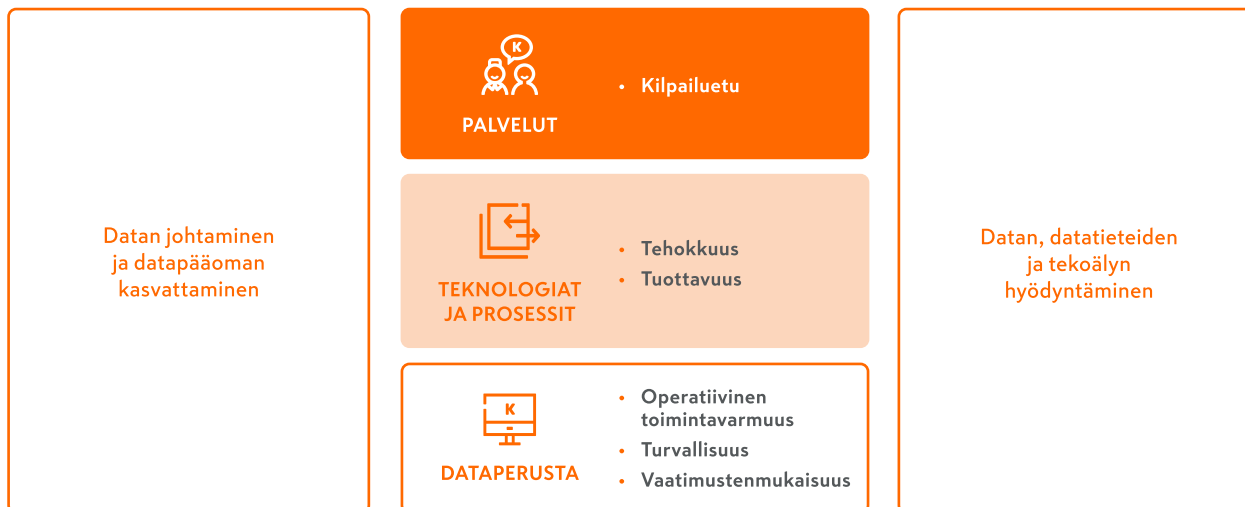 Datan johtaminen
ja datapääoman
kasvattaminen
K
PALVELUT
• Kilpailuetu
TEKNOLOGIAT
JA PROSESSIT
• Tehokkuus
• Tuottavuus
K
DATAPERUSTA
• Operatiivinen
toimintavarmuus
• Turvallisuus
• Vaatimustenmukaisuus
Datan, datatieteiden
ja tekoälyn
hyödyntäminen